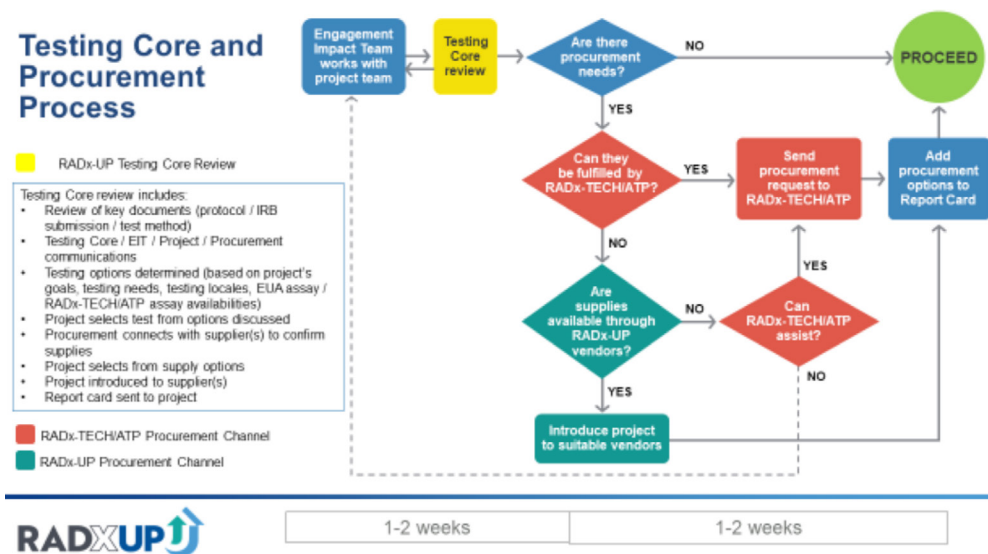 Testing Core and
Procurement
Process
Engagement
Impact Team
works with
project team
Testing
Core
review
Are there
procurement
needs?
NO
PROCEED
YES
RADx-UP Testing Core Review
Can they
be fulfilled by
RADx-TECH/ATP?
YES
Send
procurement
request to
RADx-TECH/ATP
Add
procurement
options to
Report Card
Testing Core review includes:
• Review of key documents (protocol / IRB
submission / test method)
• Testing Core / EIT / Project / Procurement
communications
• Testing options determined (based on project's
goals, testing needs, testing locales, EUA assay /
RADx-TECH/ATP assay availabilities)
• Project selects test from options discussed
• Procurement connects with supplier(s) to confirm
supplies
• Project selects from supply options
• Project introduced to supplier(s)
• Report card sent to project
NO
YES
Are
supplies
available through
RADx-UP
vendors?
NO
Can
RADx-TECH/ATP
assist?
NO
YES
Introduce project
to suitable vendors
RADx-TECH/ATP Procurement Channel
RADx-UP Procurement Channel
RADXUP
1-2 weeks
1-2 weeks